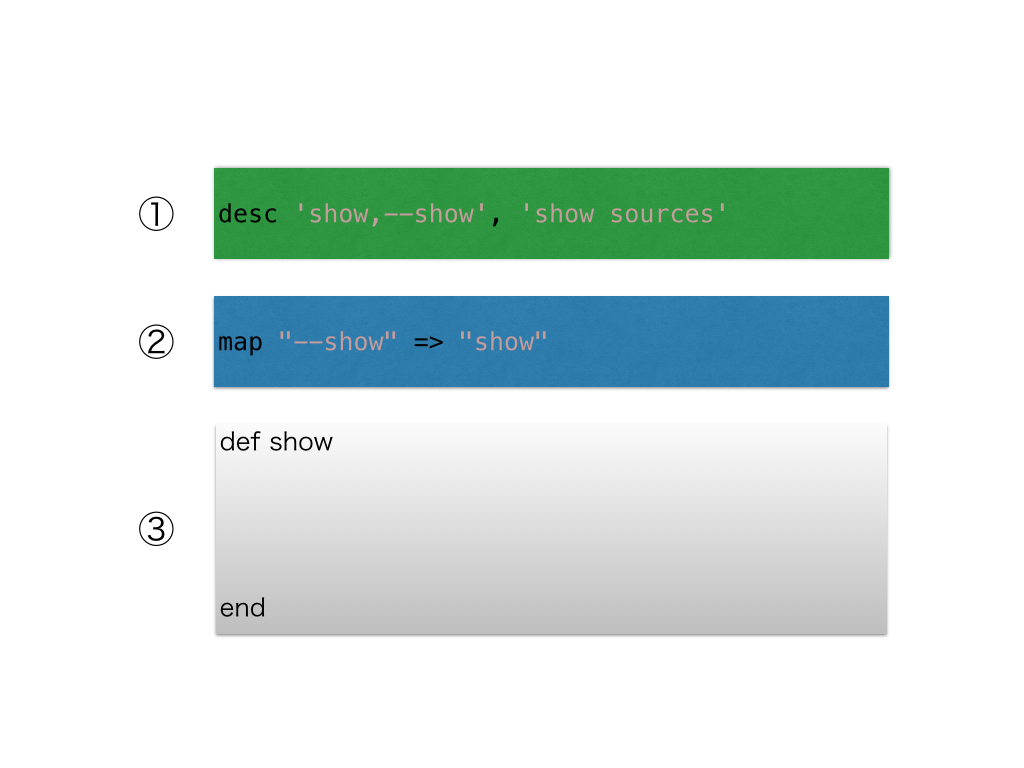 ① desc 'show,--show', 'show sources'
② map "--show" => "show"
def show
③
end